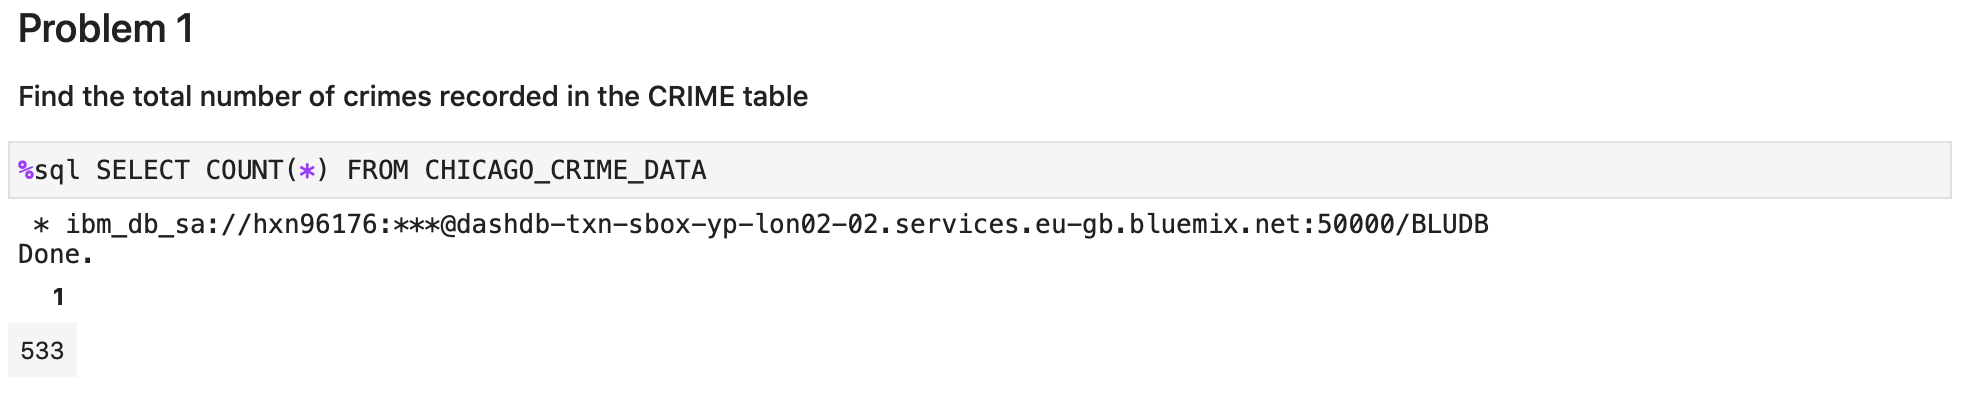 Problem 1
Find the total number of crimes recorded in the CRIME table
%sql SELECT COUNT(*) FROM CHICAGO_CRIME_DATA
* ibm_db_sa://hxn96176:***@dashdb-txn-sbox-yp-lon02-02.services.eu-gb.bluemix.net:50000/BLUDB
Done.
1
533